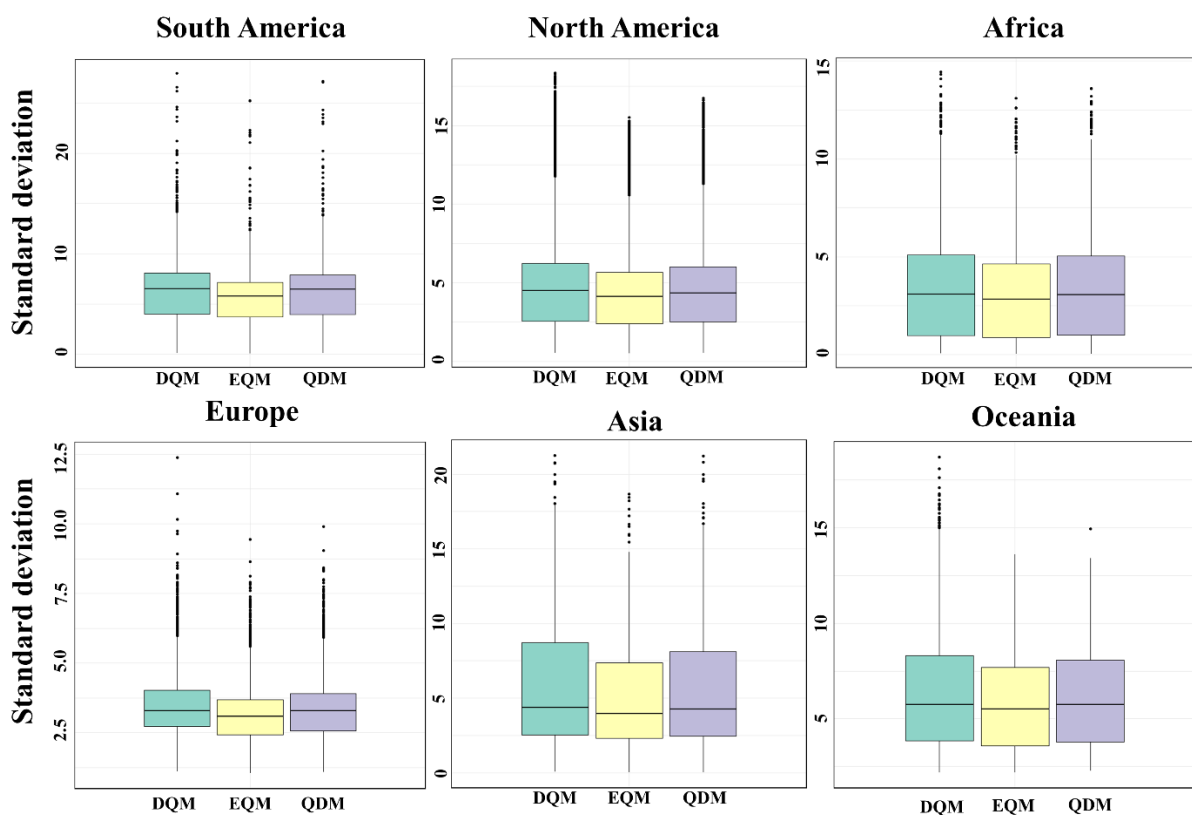 South America
North America
Africa
Standard deviation
0
10
20
DQM
EQM
QDM
0
5
10
15
DQM
EQM
QDM
0
5
10
15
DQM
EQM
QDM
Europe
Asia
Oceania
Standard deviation
2.5
5.0
7.5
10.0
12.5
DQM
EQM
QDM
0
5
10
15
20
DQM
EQM
QDM
5
10
15
DQM
EQM
QDM